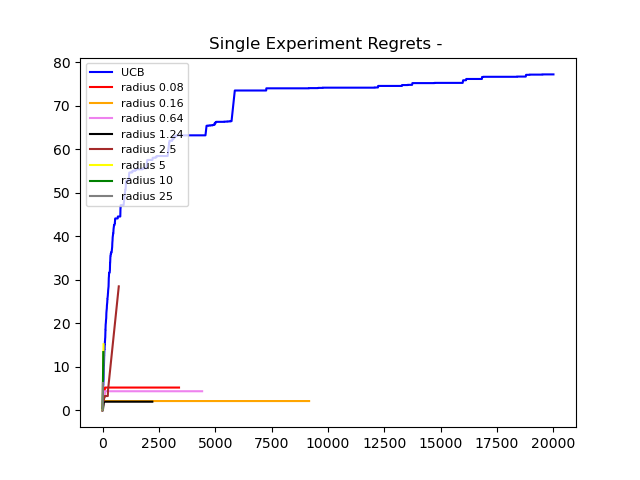 Single Experiment Regrets -
80
70
60
50
40
30
20
10
0
UCB
radius 0.08
radius 0.16
radius 0.64
radius 1.24
radius 2.5
radius 5
radius 10
radius 25
0 2500 5000 7500 10000 12500 15000 17500 20000